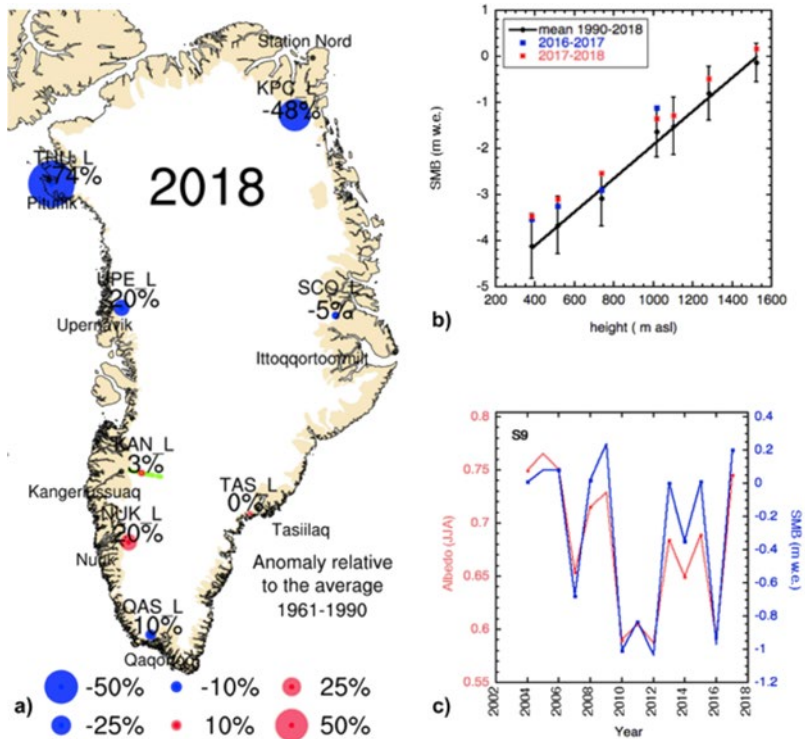 Station Nord
KPC_L
-48%
THU_L
-74%
Pituffik
2018
UPE_L
-20%
Upernavik
SCO_L
-5%
Ittoqqortoormiit
KAN_L
3%
Kangerlussuaq
TAS_L
0%
Tasiilaq
NUK_L
20%
Nuuk
Anomaly relative
to the average
1961-1990
QAS_L
-10%
Qaqortoq
-50%
-10%
25%
-25%
10%
50%
a)
mean 1990-2018
2016-2017
2017-2018
SMB (m w.e.)
1
0
-1
-2
-3
-4
-5
200
400
600
800
1000
1200
1400
1600
height ( m asl)
b)
S9
Albedo (JJA)
0.8
0.75
0.7
0.65
0.6
0.55
0.4
0.2
0
-0.2
-0.4
-0.6
-0.8
-1
-1.2
SMB (m w.e.)
2002
2004
2006
2008
2010
2012
2014
2016
2018
Year
c)